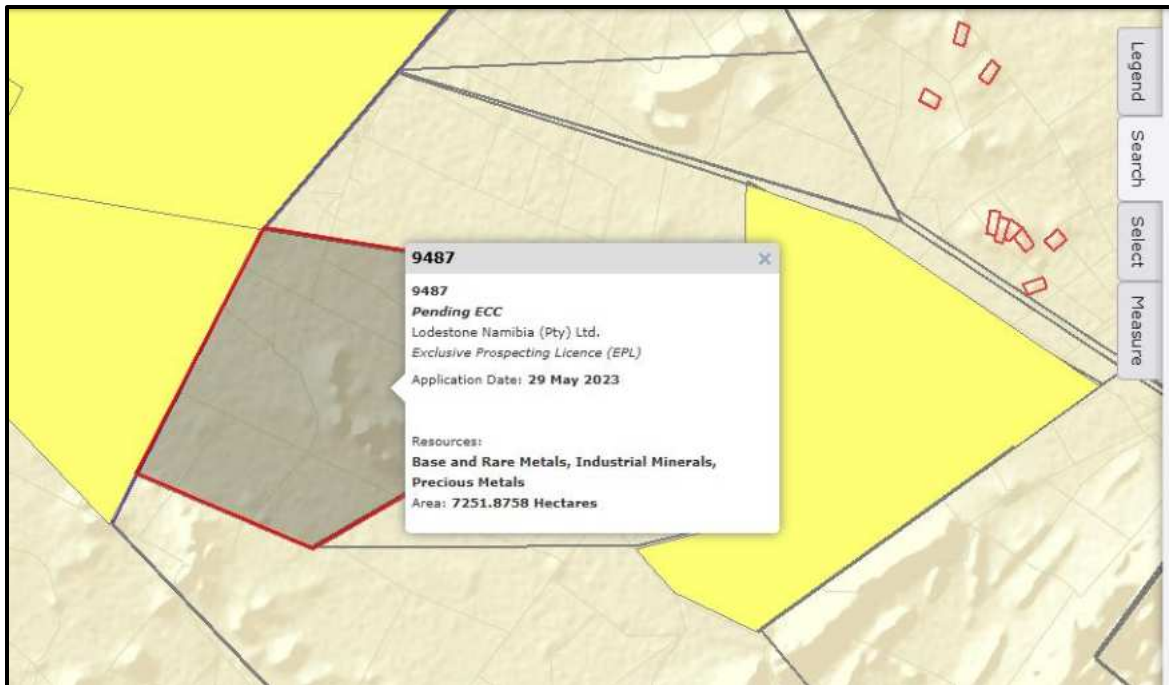 9487
×
9487
Pending ECC
Lodestone Namibia (Pty) Ltd.
Exclusive Prospecting Licence (EPL)
Application Date: 29 May 2023
Resources:
Base and Rare Metals, Industrial Minerals,
Precious Metals
Area: 7251.8758 Hectares
Legend
Search
Select
Measure